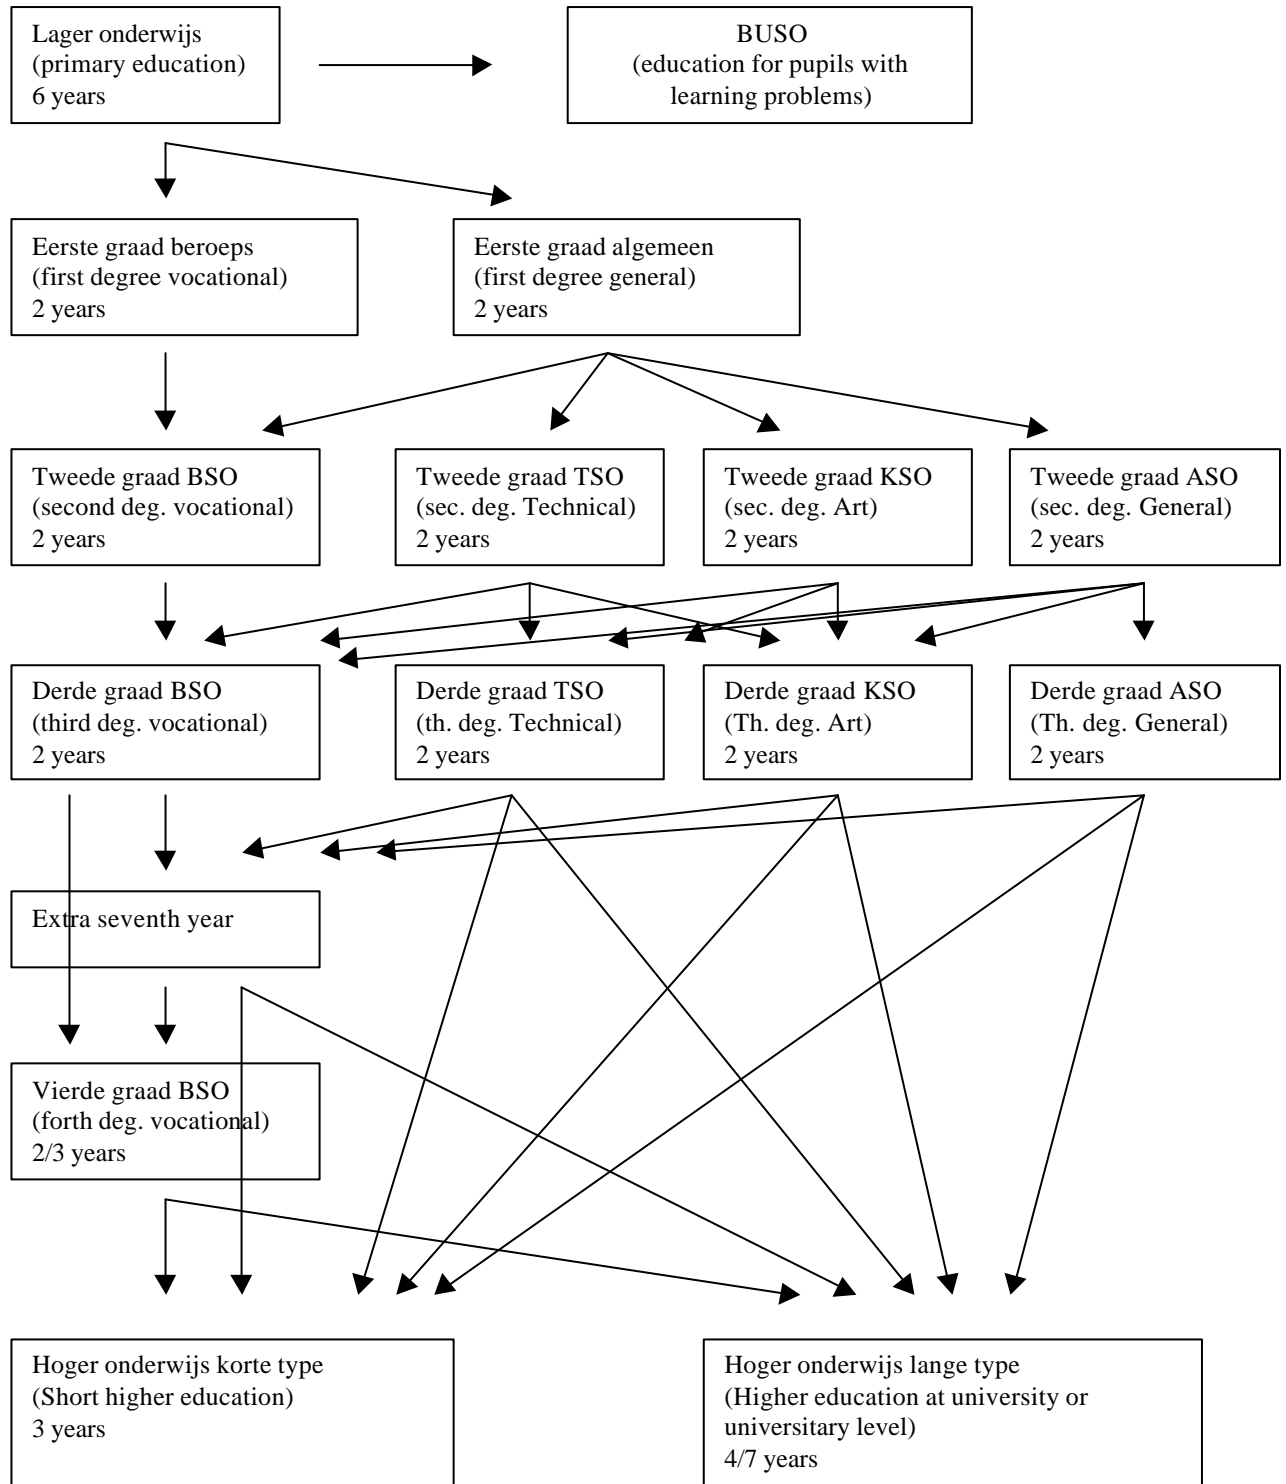 Lager onderwijs
(primary education)
6 years
BUSO
(education for pupils with
learning problems)
Eerste graad beroeps
(first degree vocational)
2 years
Eerste graad algemeen
(first degree general)
2 years
Tweede graad BSO
(second deg. vocational)
2 years
Tweede graad TSO
(sec. deg. Technical)
2 years
Tweede graad KSO
(sec. deg. Art)
2 years
Tweede graad ASO
(sec. deg. General)
2 years
Derde graad BSO
(third deg. vocational)
2 years
Derde graad TSO
(th. deg. Technical)
2 years
Derde graad KSO
(Th. deg. Art)
2 years
Derde graad ASO
(Th. deg. General)
2 years
Extra seventh year
Vierde graad BSO
(forth deg. vocational)
2/3 years
Hoger onderwijs korte type
(Short higher education)
3 years
Hoger onderwijs lange type
(Higher education at university or
universitary level)
4/7 years